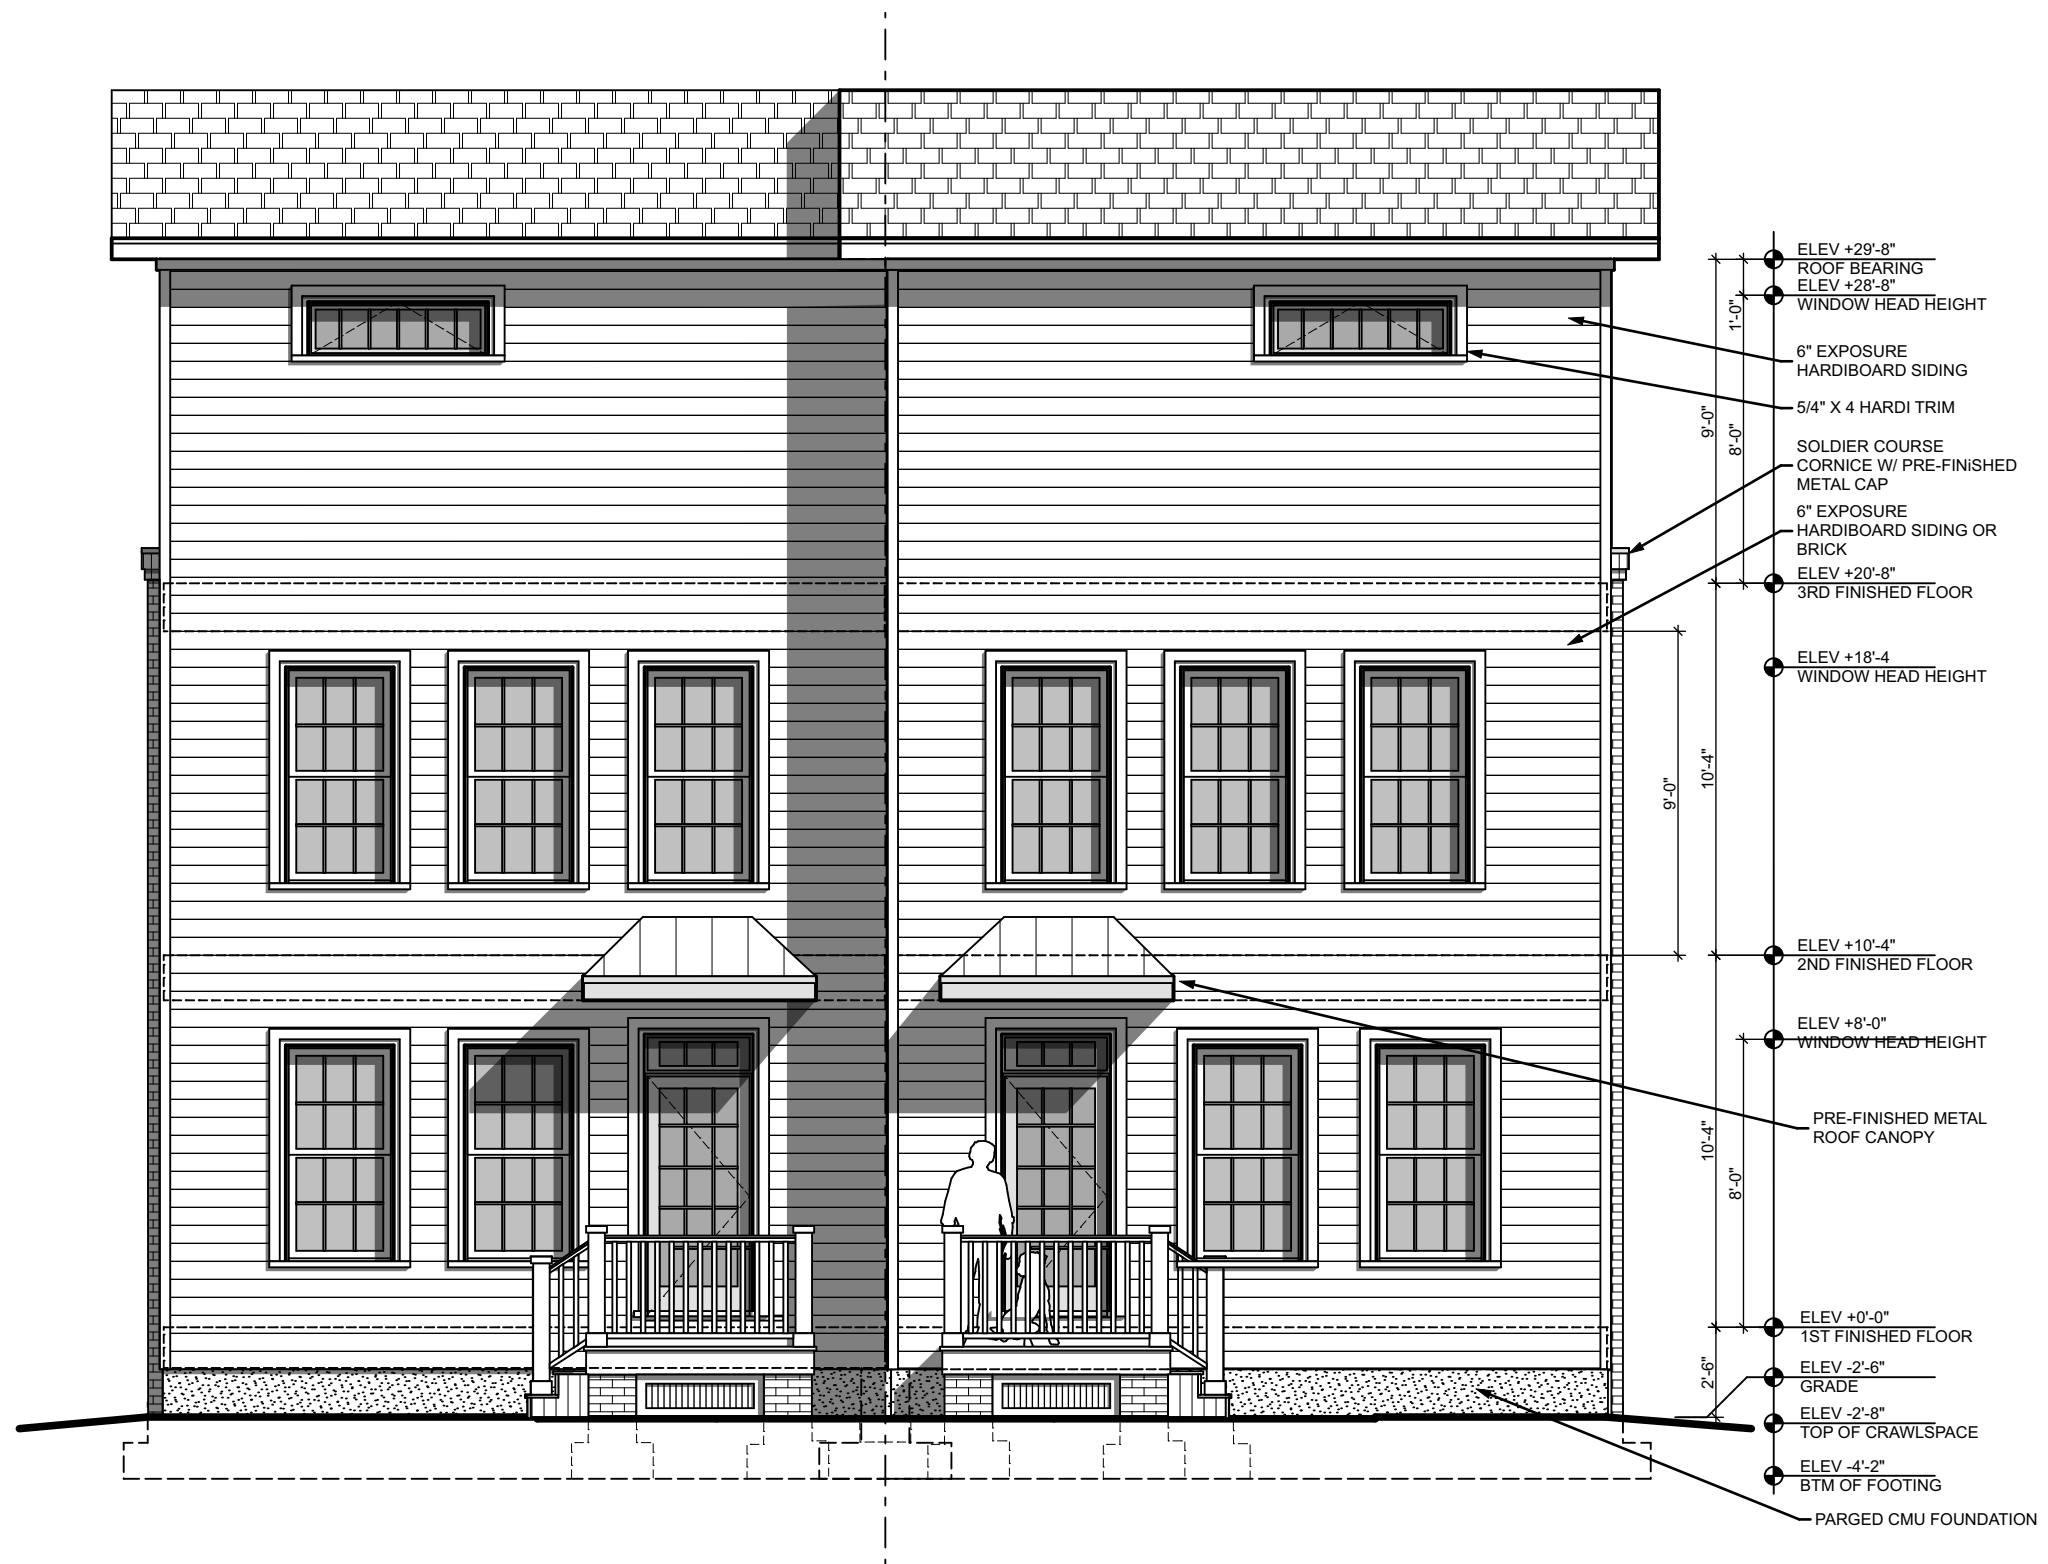 ELEV +29'-8"
ROOF BEARING
ELEV +28'-8"
WINDOW HEAD HEIGHT
1'-0"
6" EXPOSURE
HARDIBOARD SIDING
5/4" X 4 HARDI TRIM
9'-0"
8'-0"
SOLDIER COURSE
CORNICE W/ PRE-FINiSHED
METAL CAP
6" EXPOSURE
HARDIBOARD SIDING OR
BRICK
ELEV +20'-8"
3RD FINISHED FLOOR
ELEV +18'-4
WINDOW HEAD HEIGHT
9'-0"
10'-4"
ELEV +10'-4"
2ND FINISHED FLOOR
ELEV +8'-0"
WINDOW HEAD HEIGHT
PRE-FINISHED METAL
ROOF CANOPY
10'-4"
8'-0"
ELEV +0'-0"
1ST FINISHED FLOOR
2'-6"
ELEV -2'-6"
GRADE
ELEV -2'-8"
TOP OF CRAWLSPACE
ELEV -4'-2"
BTM OF FOOTING
PARGED CMU FOUNDATION